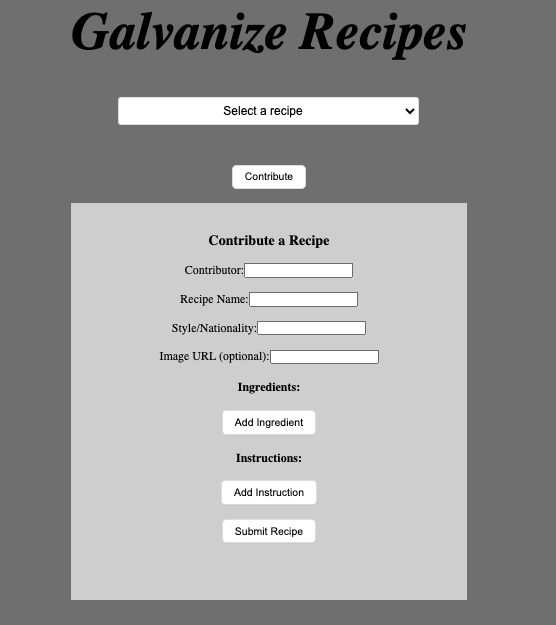 Galvanize Recipes
Select a recipe
Contribute
Contribute a Recipe
Contributor:
Recipe Name:
Style/Nationality:
Image URL (optional):
Ingredients:
Add Ingredient
Instructions:
Add Instruction
Submit Recipe